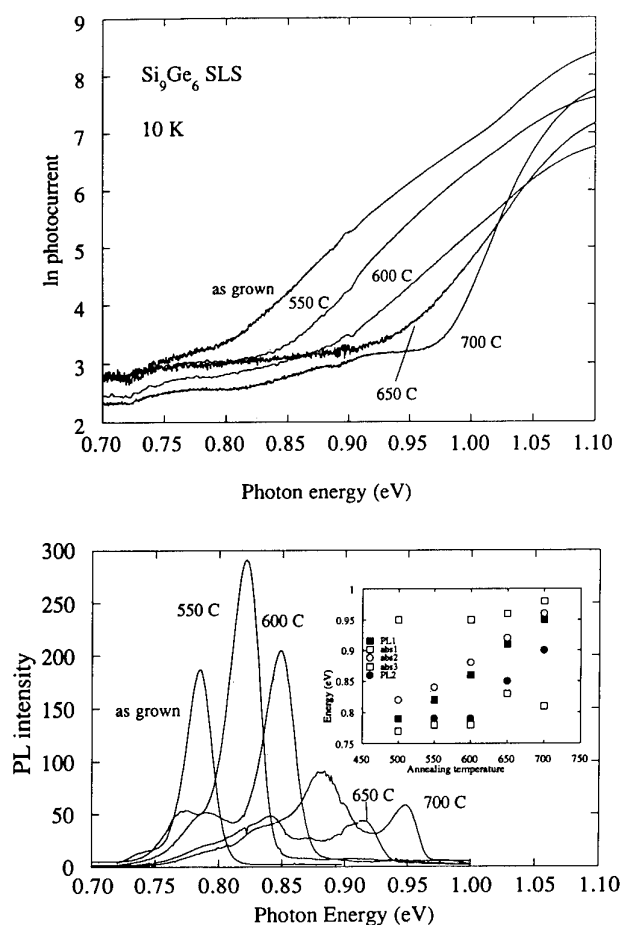 9
8
7
6
5
4
3
2
ln photocurrent
Si9Ge6 SLS
10 K
as grown
550 C
600 C
650 C
700 C
0.70 0.75 0.80 0.85 0.90 0.95 1.00 1.05 1.10
Photon energy (eV)
300
250
200
150
100
50
0
PL intensity
as grown
550 C
600 C
650 C
700 C
1
0.95
0.9
0.85
0.8
0.75
Energy (eV)
PL1
abs1
abs2
abs3
PL2
450 500 550 600 650 700 750
Annealing temperature
0.70 0.75 0.80 0.85 0.90 0.95 1.00 1.05 1.10
Photon Energy (eV)